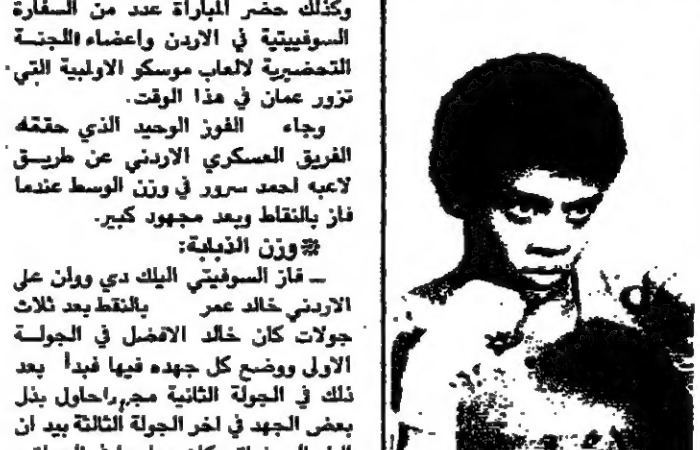 وكذلك حضر المباراة عدد من السفارة
السوفييتية في الاردن واعضاء اللجنة
التحضيرية لالعاب موسكو الاولمبية التي
تزور عمان في هذا الوقت.
وجاء الفوز الوحيد الذي حققه
الفريق العسكري الاردني عن طريق
لاعبه احمد سرور في وزن الوسط عندما
فاز بالنقاط وبعد مجهود كبير.
* وزن الذبابة:
ـ فاز السوفيتي اليك دي وولن على
الاردني خالد عمر بالنقط بعد ثلاث
جولات كان خالد الافضل في الجولة
الاولى ووضع كل جهده فيها فبدأ بعد
ذلك في الجولة الثانية حاول بذل
بعض الجهد في اخر الجولة الثالثة بيد ان